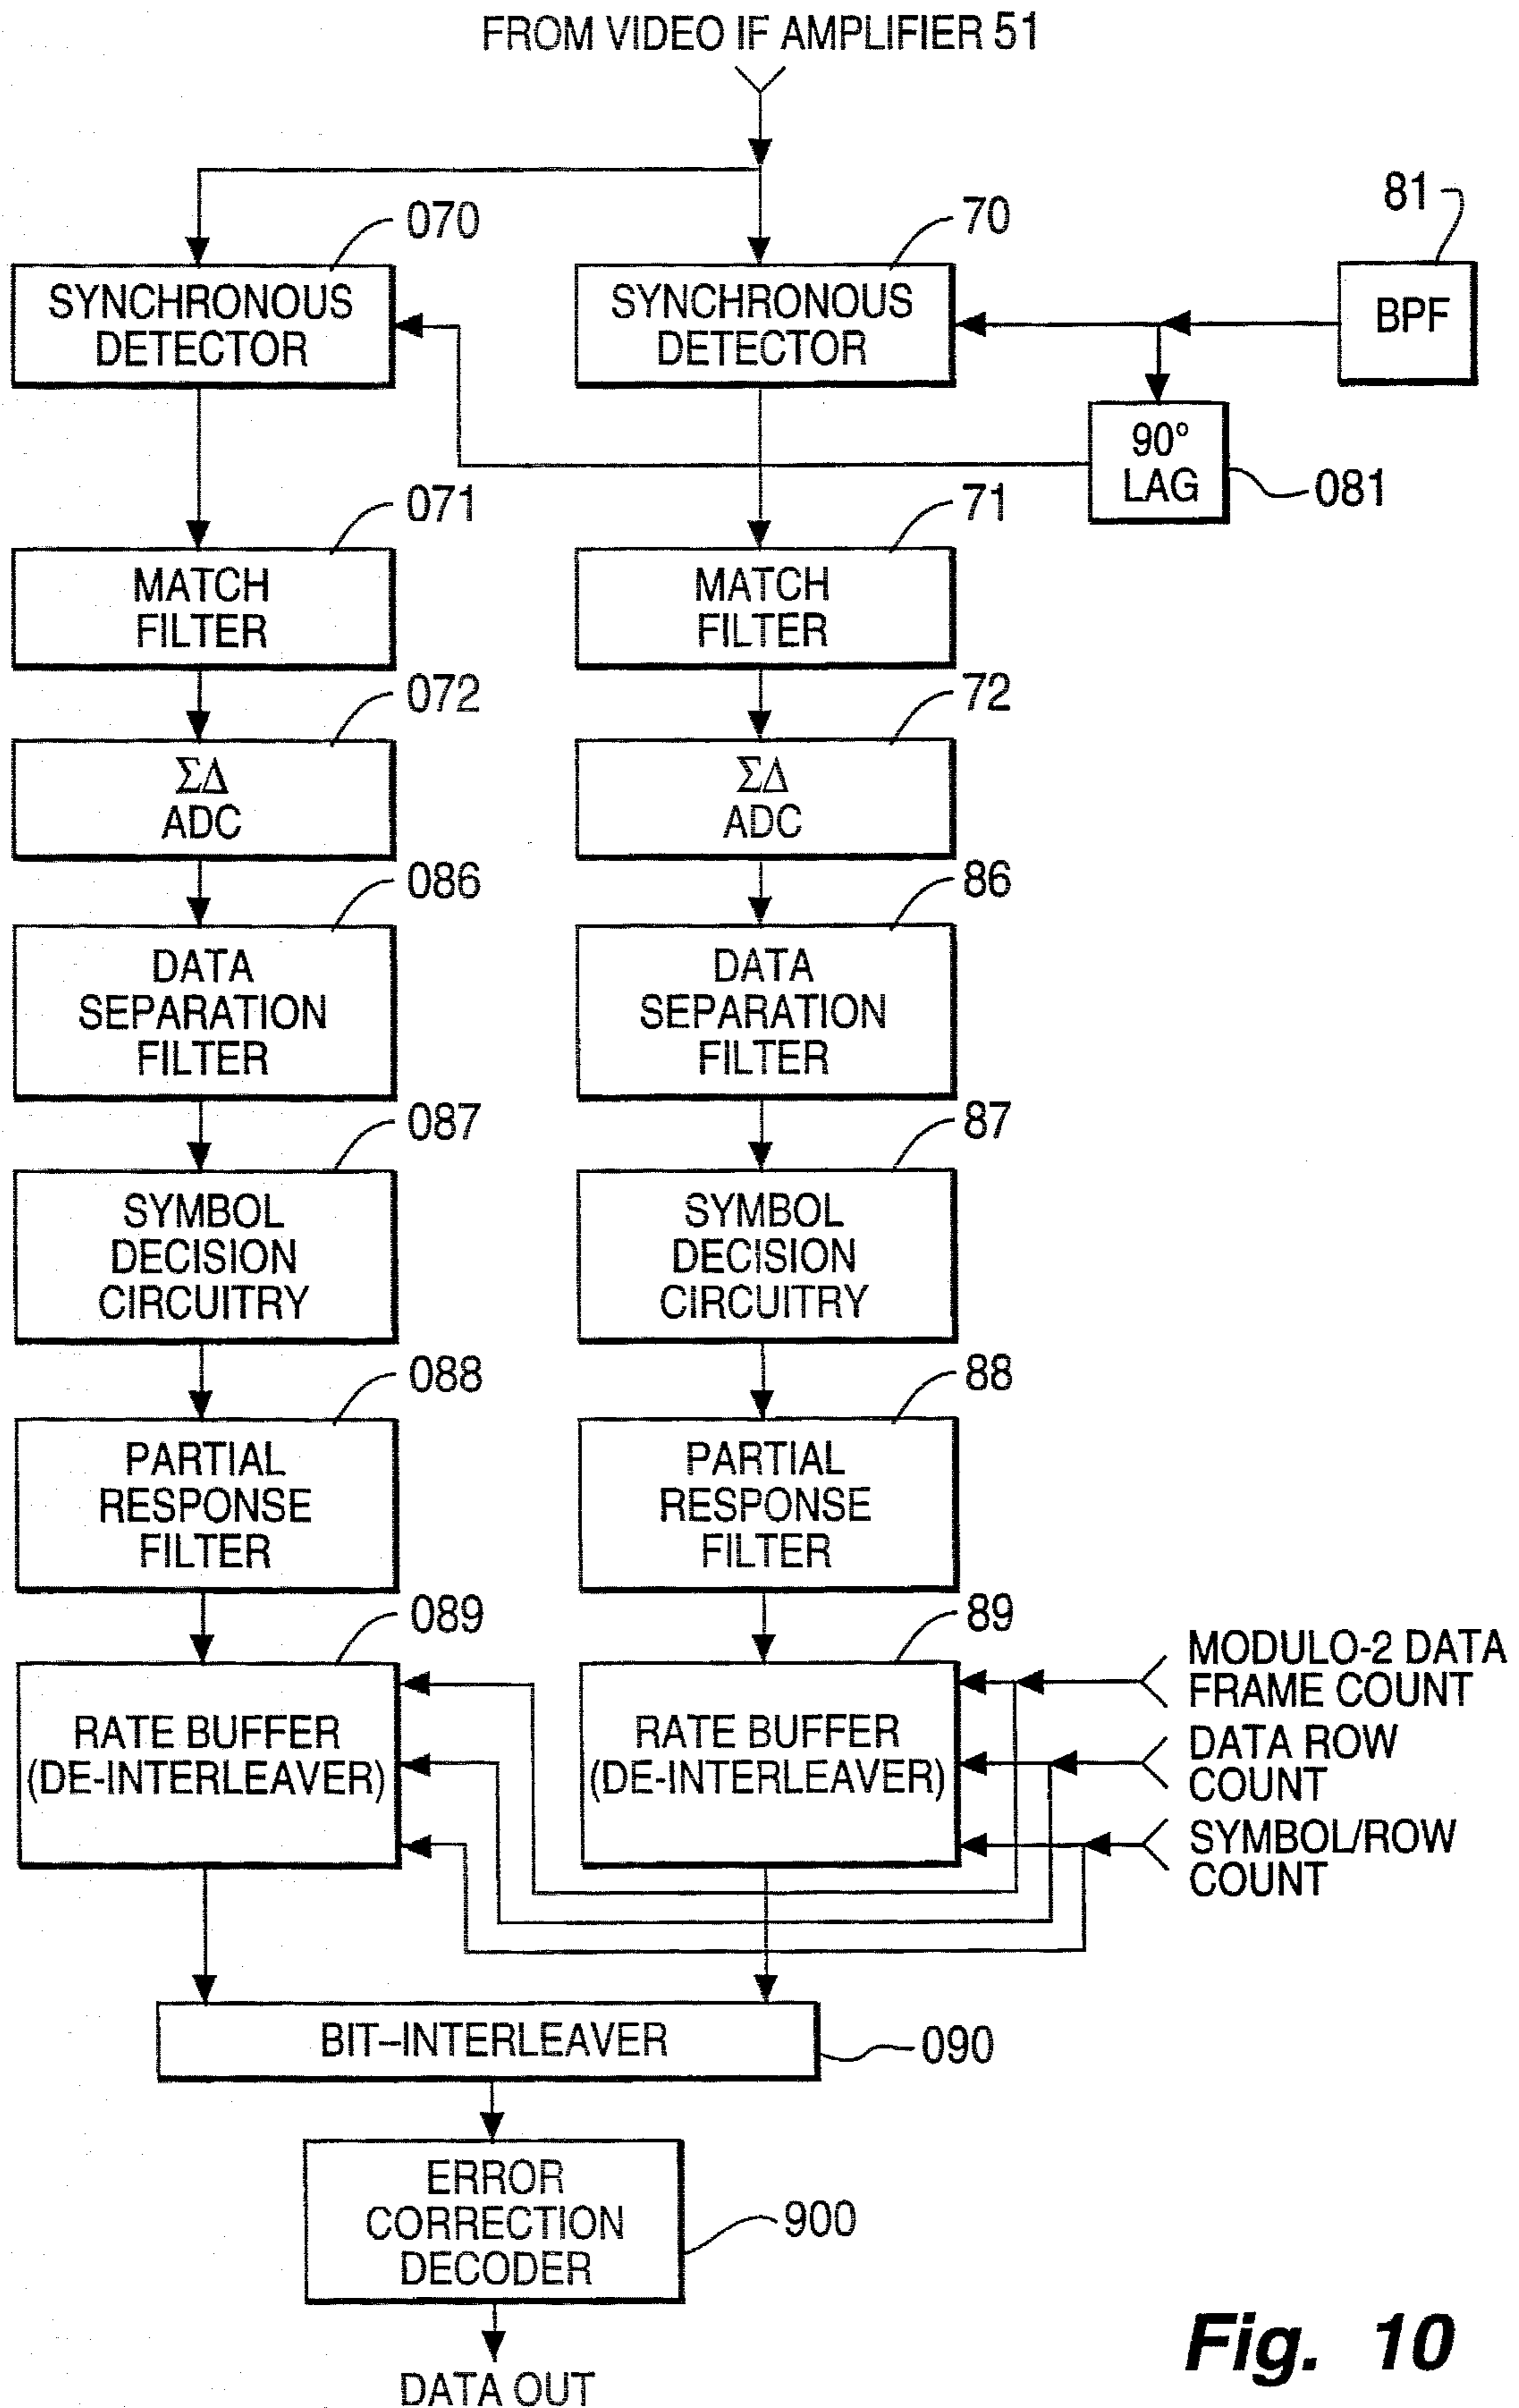 FROM VIDEO IF AMPLIFIER 51
070
70
81
SYNCHRONOUS
DETECTOR
SYNCHRONOUS
DETECTOR
BPF
90°
LAG
081
071
71
MATCH
FILTER
MATCH
FILTER
072
72
ΣΔ
ADC
ΣΔ
ADC
086
86
DATA
SEPARATION
FILTER
DATA
SEPARATION
FILTER
087
87
SYMBOL
DECISION
CIRCUITRY
SYMBOL
DECISION
CIRCUITRY
088
88
PARTIAL
RESPONSE
FILTER
PARTIAL
RESPONSE
FILTER
089
89
RATE BUFFER
(DE-INTERLEAVER)
RATE BUFFER
(DE-INTERLEAVER)
MODULO-2 DATA
FRAME COUNT
DATA ROW
COUNT
SYMBOL/ROW
COUNT
BIT–INTERLEAVER
090
ERROR
CORRECTION
DECODER
900
DATA OUT
Fig. 10